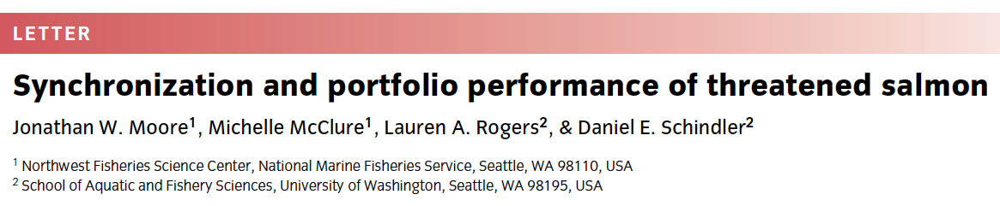 LETTER
Synchronization and portfolio performance of threatened salmon
Jonathan W. Moore¹, Michelle McClure¹, Lauren A. Rogers², & Daniel E. Schindler²
¹ Northwest Fisheries Science Center, National Marine Fisheries Service, Seattle, WA 98110, USA
² School of Aquatic and Fishery Sciences, University of Washington, Seattle, WA 98195, USA